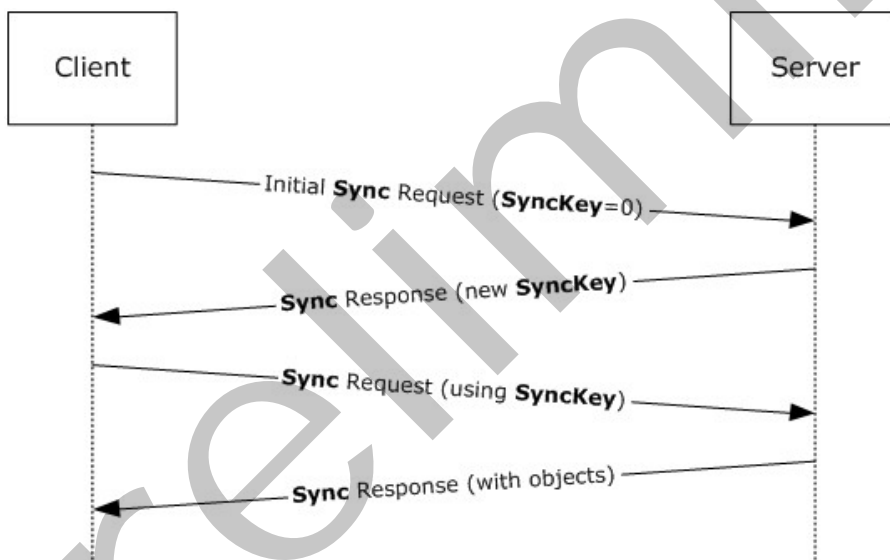 Client
Server
Initial Sync Request (SyncKey=0)
Sync Response (new SyncKey)
Sync Request (using SyncKey)
Sync Response (with objects)
relim